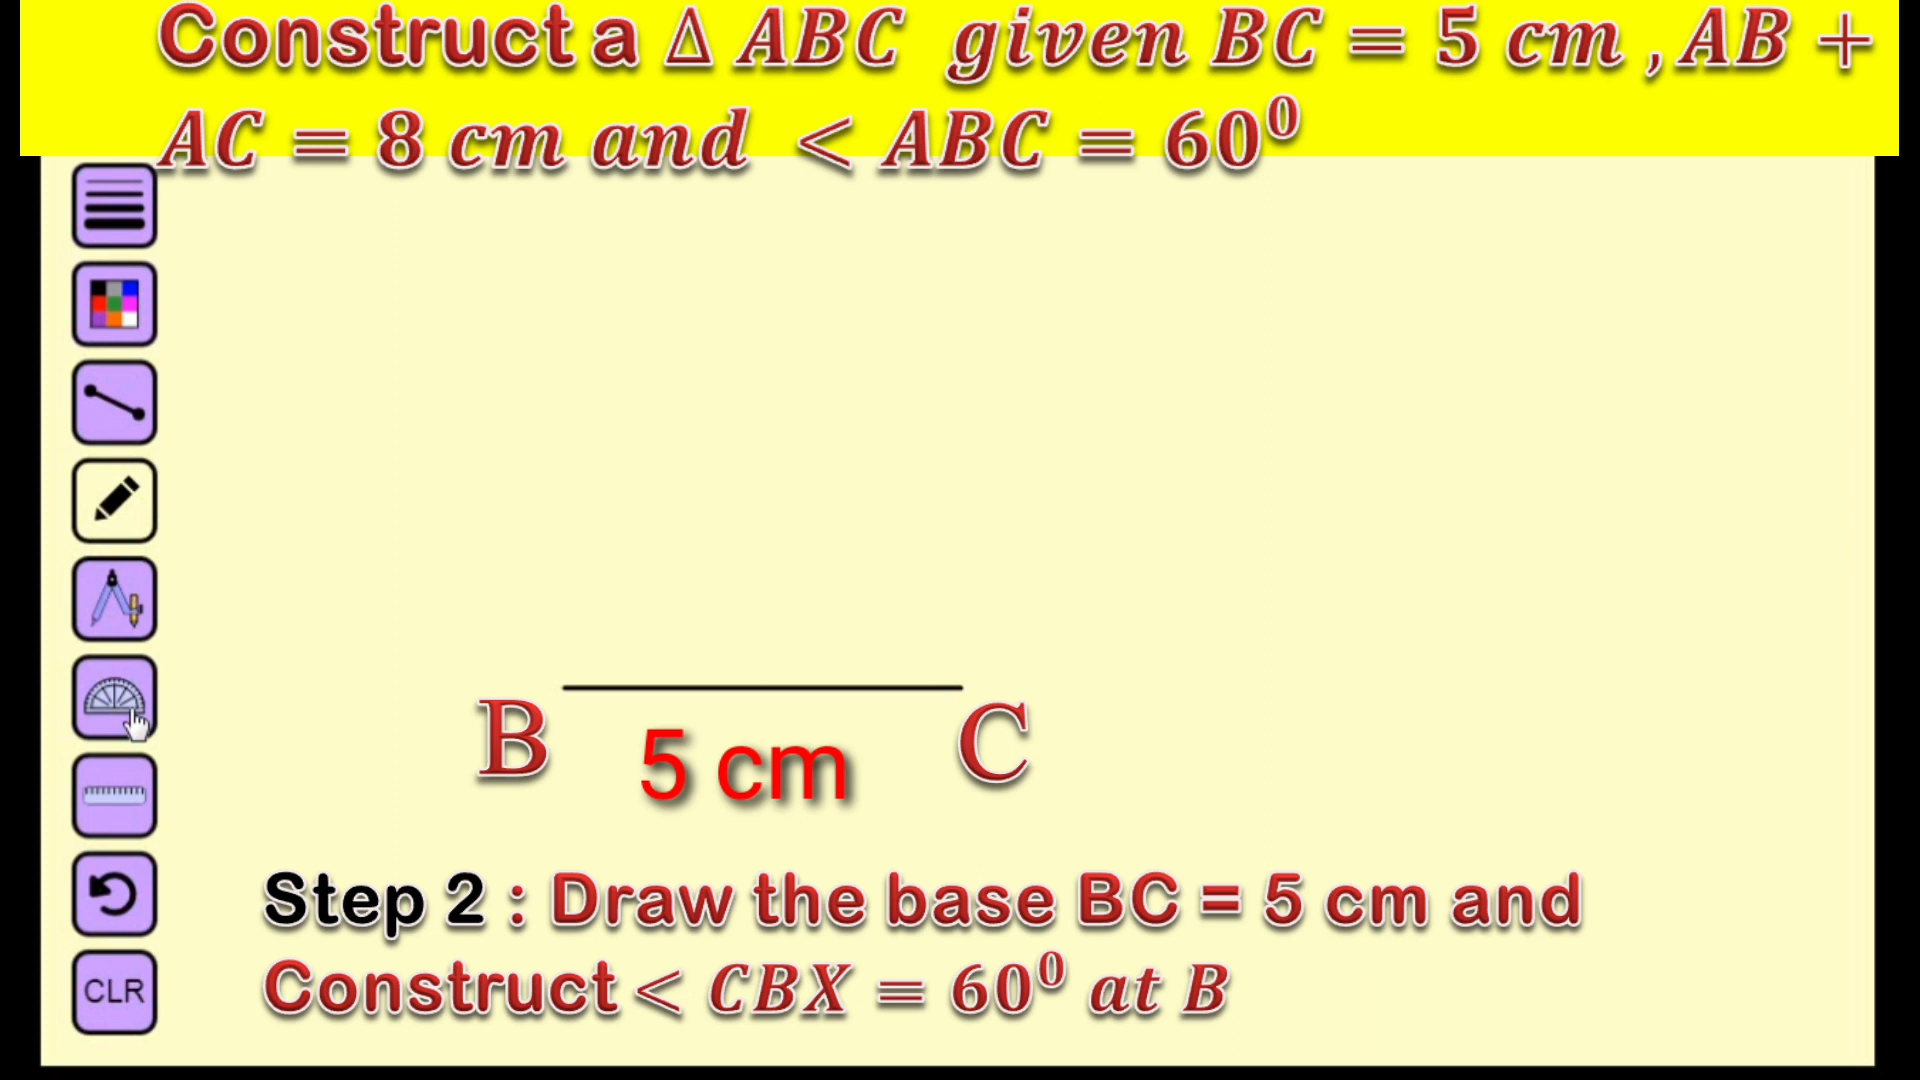 Construct a Δ ABC given BC = 5 cm , AB +
AC = 8 cm and < ABC = 60⁰
B
C
5 cm
Step 2 : Draw the base BC = 5 cm and
Construct < CBX = 60⁰ at B
CLR